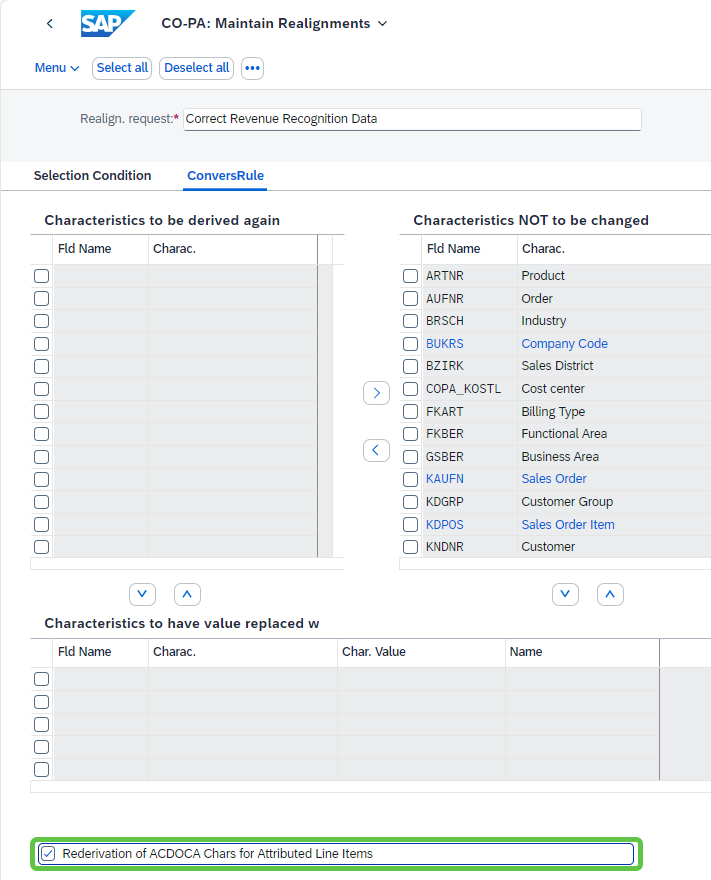 SAP CO-PA: Maintain Realignments
Menu Select all Deselect all •••
Realign. request:* Correct Revenue Recognition Data
Selection Condition ConversRule
Characteristics to be derived again
Fld Name Charac.
Characteristics NOT to be changed
Fld Name Charac.
ARTNR Product
AUFNR Order
BRSCH Industry
BUKRS Company Code
BZIRK Sales District
COPA_KOSTL Cost center
FKART Billing Type
FKBER Functional Area
GSBER Business Area
KAUFN Sales Order
KDGRP Customer Group
KDPOS Sales Order Item
KNDNR Customer
Characteristics to have value replaced w
Fld Name Charac. Char. Value Name
Rederivation of ACDOCA Chars for Attributed Line Items